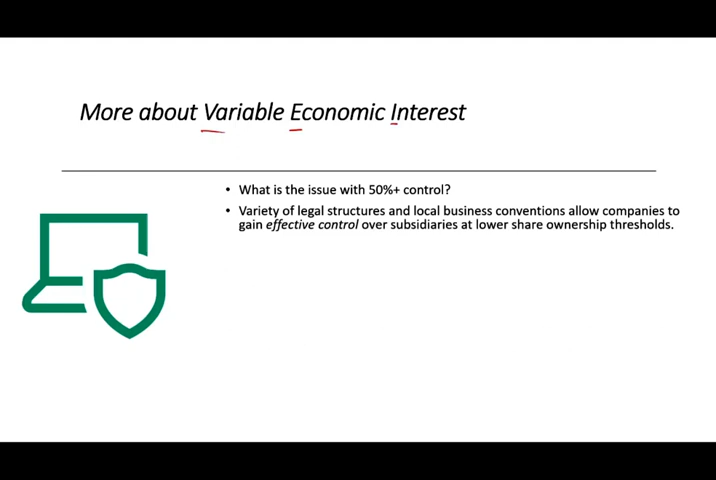 More about Variable Economic Interest
• What is the issue with 50%+ control?
• Variety of legal structures and local business conventions allow companies to
gain effective control over subsidiaries at lower share ownership thresholds.